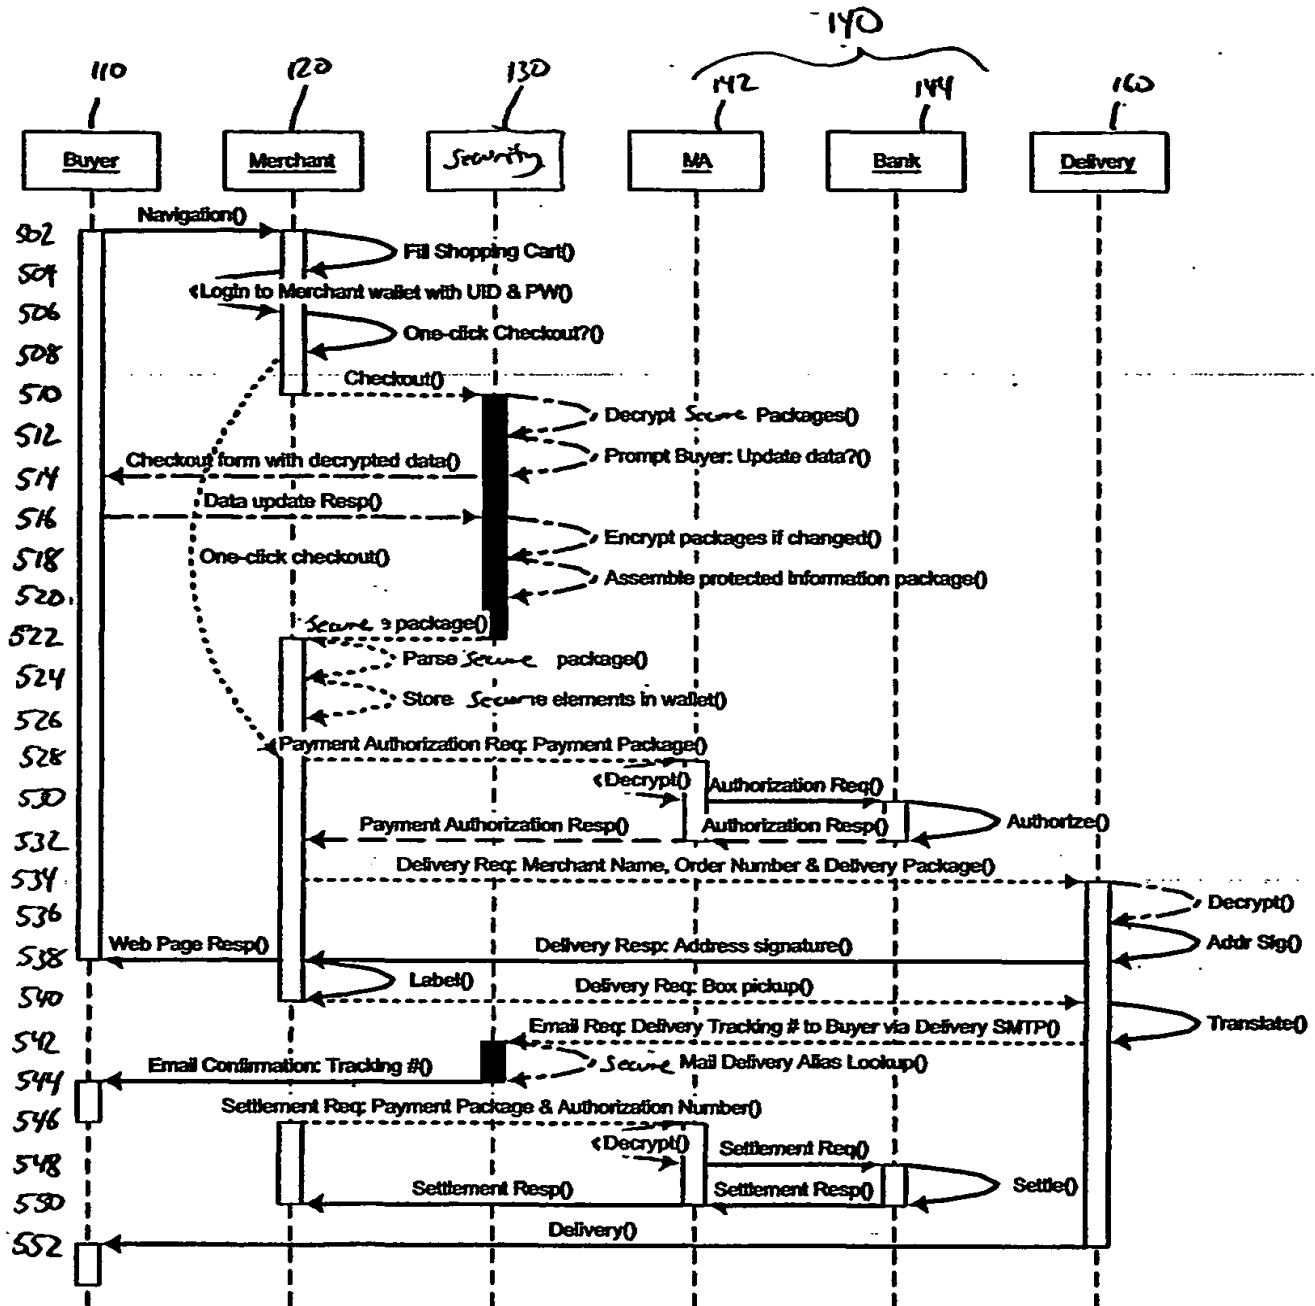 140
110 120 130 142 144 160
Buyer Merchant Security MA Bank Delivery
Navigation()
502
Fill Shopping Cart()
504
Login to Merchant wallet with UID & PW()
506
One-click Checkout?()
508
Checkout()
510
Decrypt Secure Packages()
512
Prompt Buyer: Update data?()
Checkout form with decrypted data()
514
Data update Resp()
516
Encrypt packages if changed()
518
One-click checkout()
Assemble protected information package()
520
Secure package()
522
Parse Secure package()
524
Store Secure elements in wallet()
526
Payment Authorization Req: Payment Package()
528
Decrypt()
Authorization Req()
530
Payment Authorization Resp()
Authorization Resp()
Authorize()
532
Delivery Req: Merchant Name, Order Number & Delivery Package()
534
Decrypt()
536
Web Page Resp()
Delivery Resp: Address signature()
Addr Sig()
538
Label()
Delivery Req: Box pickup()
540
Email Req: Delivery Tracking # to Buyer via Delivery SMTP()
Translate()
542
Email Confirmation: Tracking #()
Secure Mail Delivery Alias Lookup()
544
Settlement Req: Payment Package & Authorization Number()
546
Decrypt()
Settlement Req()
548
Settlement Resp()
Settlement Resp()
Settle()
550
Delivery()
552